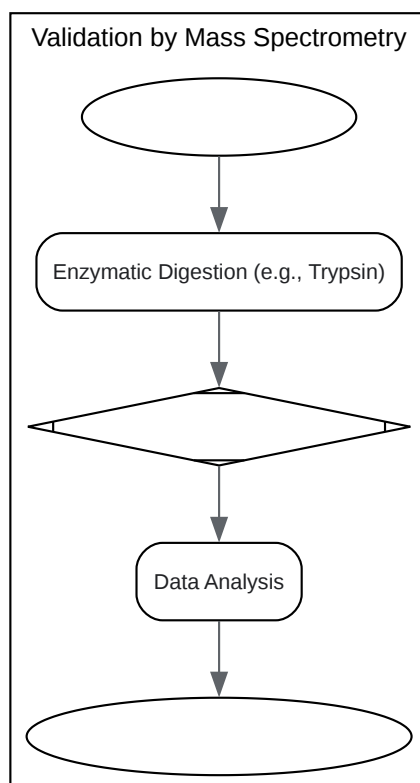 Validation by Mass Spectrometry
Enzymatic Digestion (e.g., Trypsin)
Data Analysis